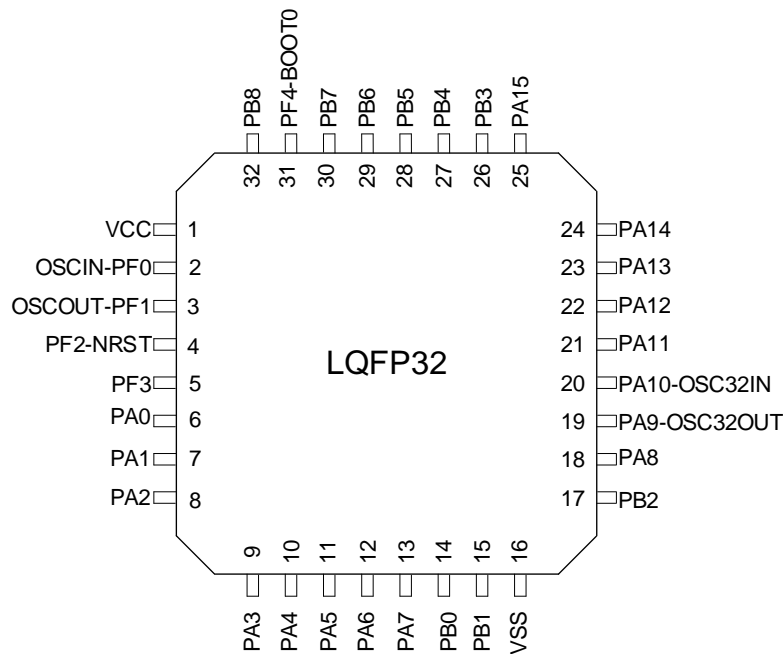 PB8
PF4-BOOT0
PB7
PB6
PB5
PB4
PB3
PA15
32
31
30
29
28
27
26
25
VCC 1
OSCIN-PF0 2
OSCOUT-PF1 3
PF2-NRST 4
PF3 5
PA0 6
PA1 7
PA2 8
LQFP32
24 PA14
23 PA13
22 PA12
21 PA11
20 PA10-OSC32IN
19 PA9-OSC32OUT
18 PA8
17 PB2
9
10
11
12
13
14
15
16
PA3
PA4
PA5
PA6
PA7
PB0
PB1
VSS